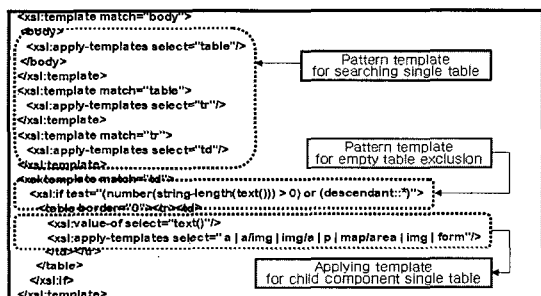 <xsl:template match="body">
<body>
<xsl:apply-templates select="table"/>
</body>
</xsl:template>
<xsl:template match="table">
<xsl:apply-templates select="tr"/>
</xsl:template>
<xsl:template match="tr">
<xsl:apply-templates select="td"/>
</xsl:template>
<xsl:template match="td">
<xsl:if test="(number(string-length(text())) > 0) or (descendant::*)">
<table border="0"><tr><td>
<xsl:value-of select="text()"/>
<xsl:apply-templates select="a | a/img | img/a | p | map/area | img | form"/>
</td></tr>
</table>
</xsl:if>
</xsl:template>
Pattern template
for searching single table
Pattern template
for empty table exclusion
Applying template
for child component single table